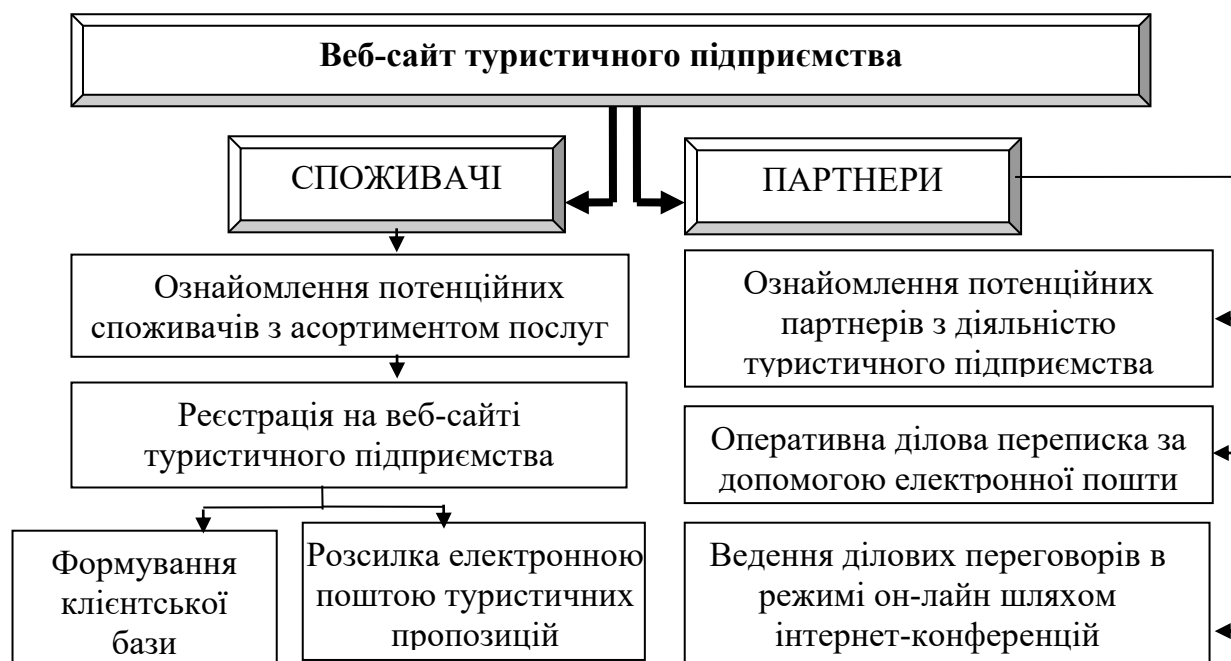 Веб-сайт туристичного підприємства
СПОЖИВАЧІ
ПАРТНЕРИ
Ознайомлення потенційних
споживачів з асортиментом послуг
Реєстрація на веб-сайті
туристичного підприємства
Формування
клієнтської
бази
Розсилка електронною
поштою туристичних
пропозицій
Ознайомлення потенційних
партнерів з діяльністю
туристичного підприємства
Оперативна ділова переписка за
допомогою електронної пошти
Ведення ділових переговорів в
режимі он-лайн шляхом
інтернет-конференцій